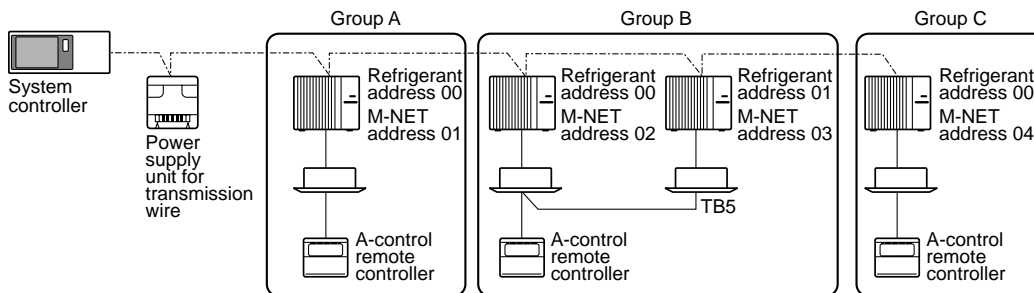 Group A
Group B
Group C
System
controller
Power
supply
unit for
transmission
wire
Refrigerant
address 00
M-NET
address 01
A-control
remote
controller
Refrigerant
address 00
M-NET
address 02
Refrigerant
address 01
M-NET
address 03
TB5
A-control
remote
controller
Refrigerant
address 00
M-NET
address 04
A-control
remote
controller